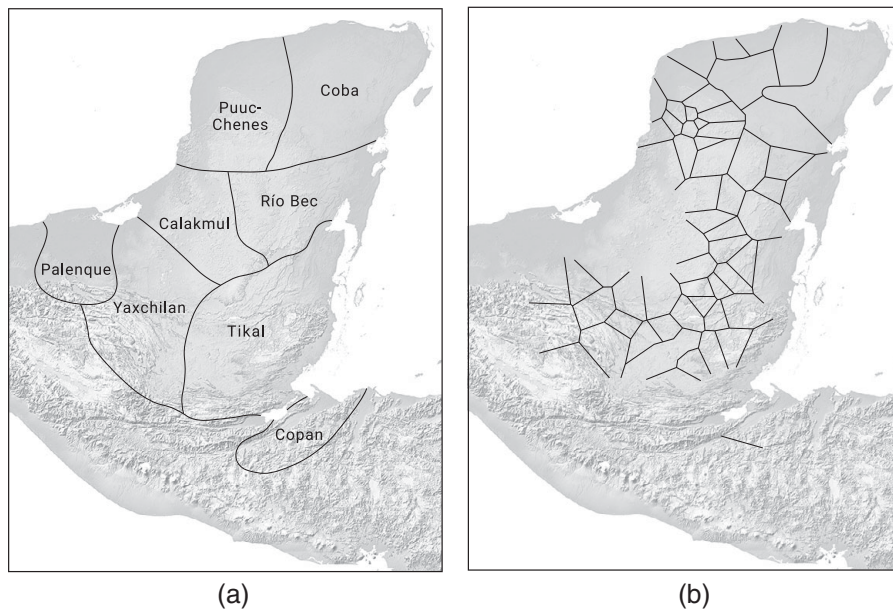 Coba
Puuc-
Chenes
Río Bec
Calakmul
Palenque
Yaxchilan
Tikal
Copan
(a)
(b)